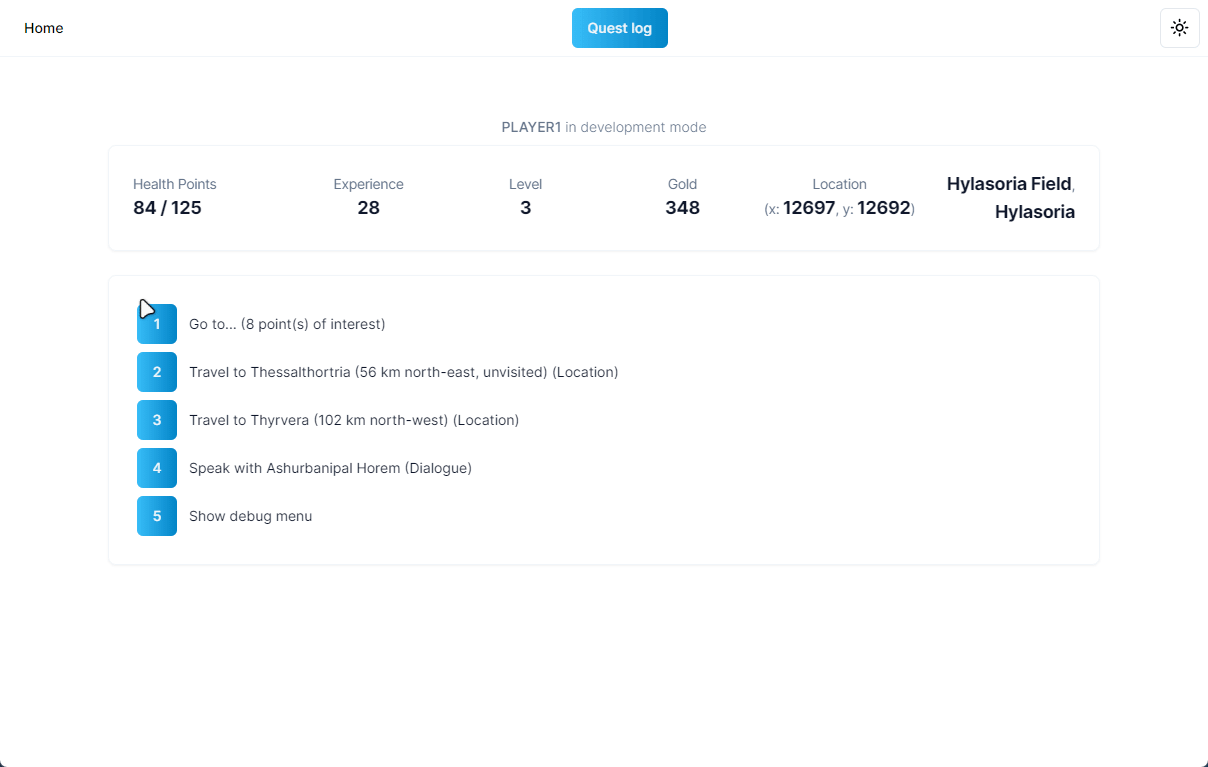 Home
Quest log
PLAYER1 in development mode
Health Points
84 / 125
Experience
28
Level
3
Gold
348
Location
(x: 12697, y: 12692)
Hylasoria Field,
Hylasoria
1 Go to... (8 point(s) of interest)
2 Travel to Thessalthortria (56 km north-east, unvisited) (Location)
3 Travel to Thyrvera (102 km north-west) (Location)
4 Speak with Ashurbanipal Horem (Dialogue)
5 Show debug menu